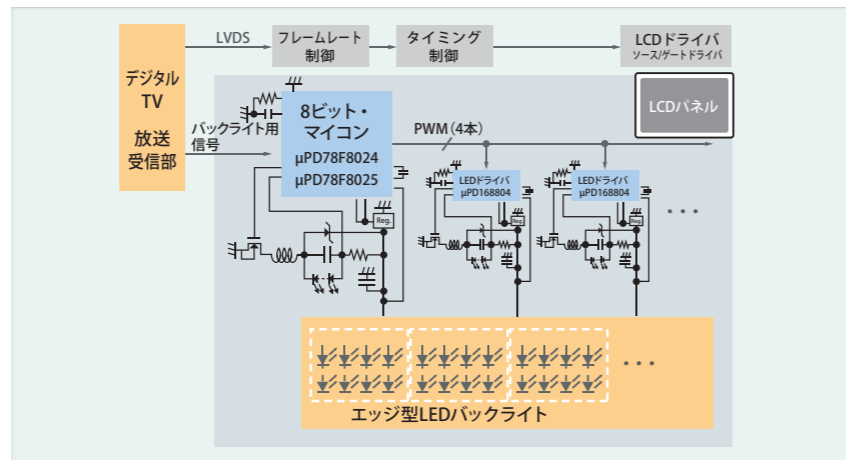 LVDS
フレームレート
制御
タイミング
制御
LCDドライバ
ソース/ゲートドライバ
デジタル
TV
放送
受信部
バックライト用
信号
8ビット・
マイコン
μPD78F8024
μPD78F8025
PWM(4本)
LCDパネル
LEDドライバ
μPD168804
LEDドライバ
μPD168804
・・・
Reg.
Reg.
Reg.
・・・
エッジ型LEDバックライト